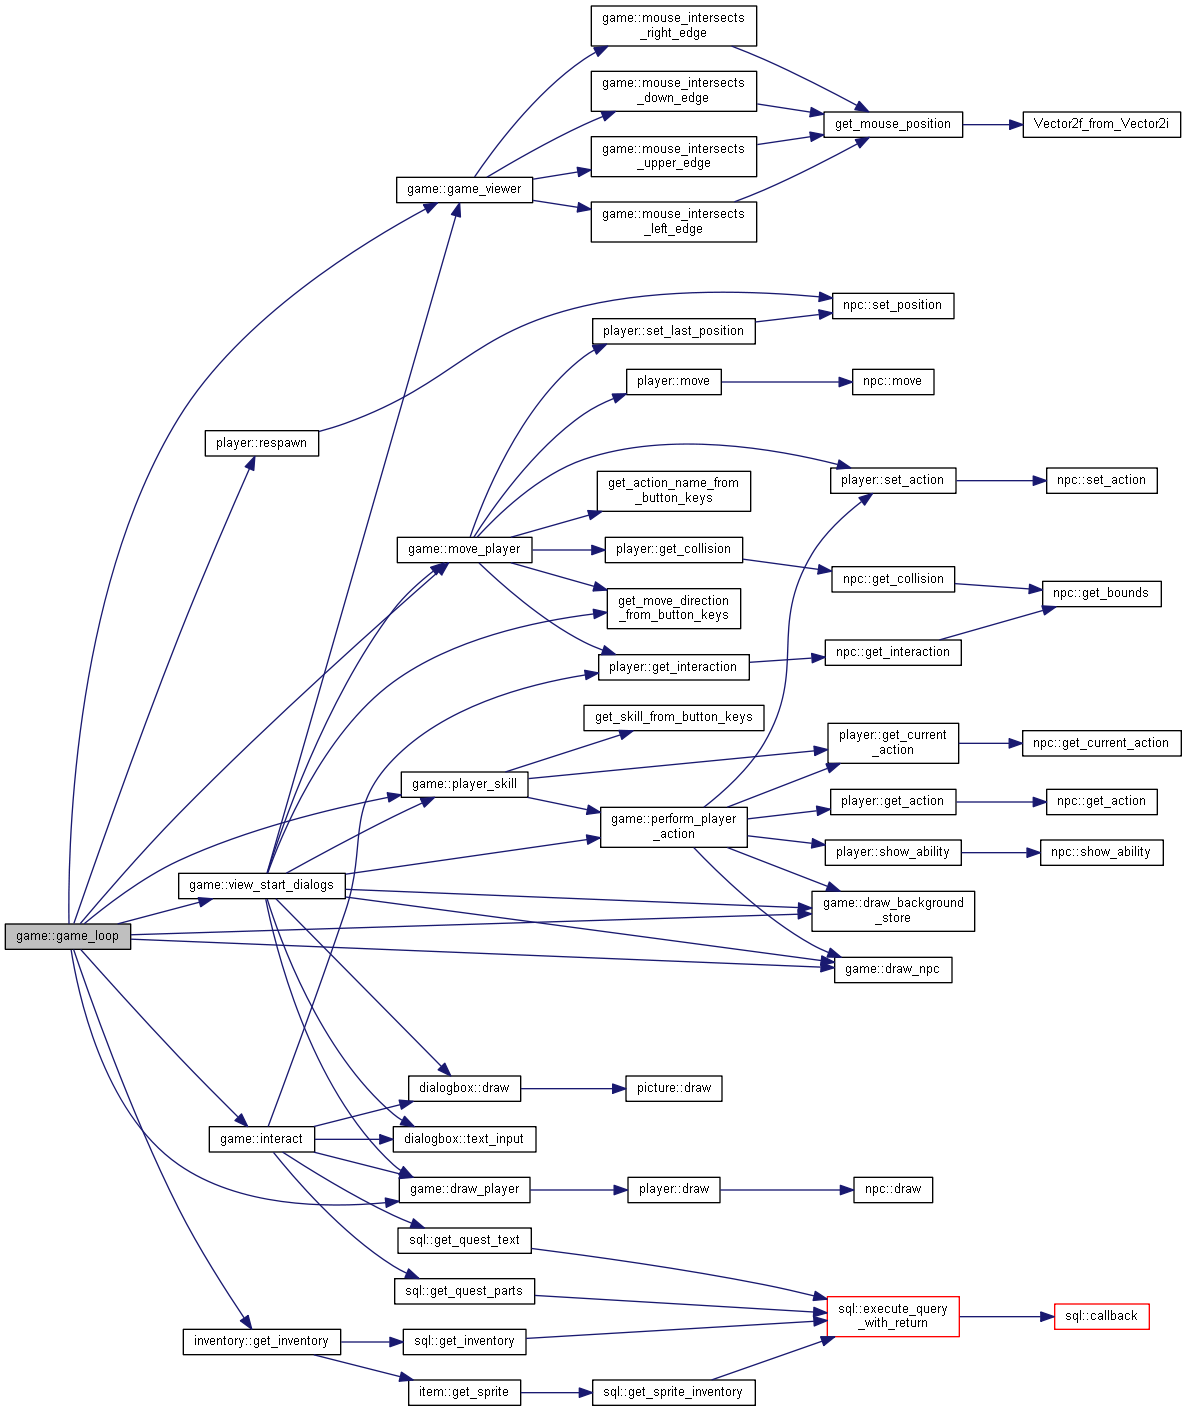 game::mouse_intersects
_right_edge
game::mouse_intersects
_down_edge
get_mouse_position
Vector2f_from_Vector2i
game::mouse_intersects
_upper_edge
game::game_viewer
game::mouse_intersects
_left_edge
npc::set_position
player::set_last_position
player::move
npc::move
player::respawn
player::set_action
npc::set_action
get_action_name_from
_button_keys
game::move_player
player::get_collision
npc::get_collision
npc::get_bounds
get_move_direction
_from_button_keys
player::get_interaction
npc::get_interaction
get_skill_from_button_keys
player::get_current
_action
npc::get_current_action
game::player_skill
player::get_action
npc::get_action
game::perform_player
_action
player::show_ability
npc::show_ability
game::view_start_dialogs
game::draw_background
_store
game::game_loop
game::draw_npc
dialogbox::draw
picture::draw
game::interact
dialogbox::text_input
game::draw_player
player::draw
npc::draw
sql::get_quest_text
sql::get_quest_parts
sql::execute_query
_with_return
sql::callback
inventory::get_inventory
sql::get_inventory
item::get_sprite
sql::get_sprite_inventory